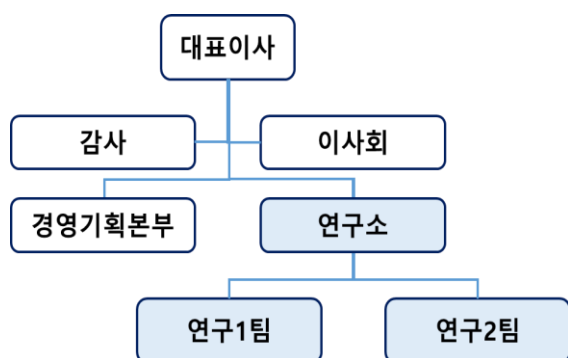 대표이사
감사
이사회
경영기획본부
연구소
연구1팀
연구2팀